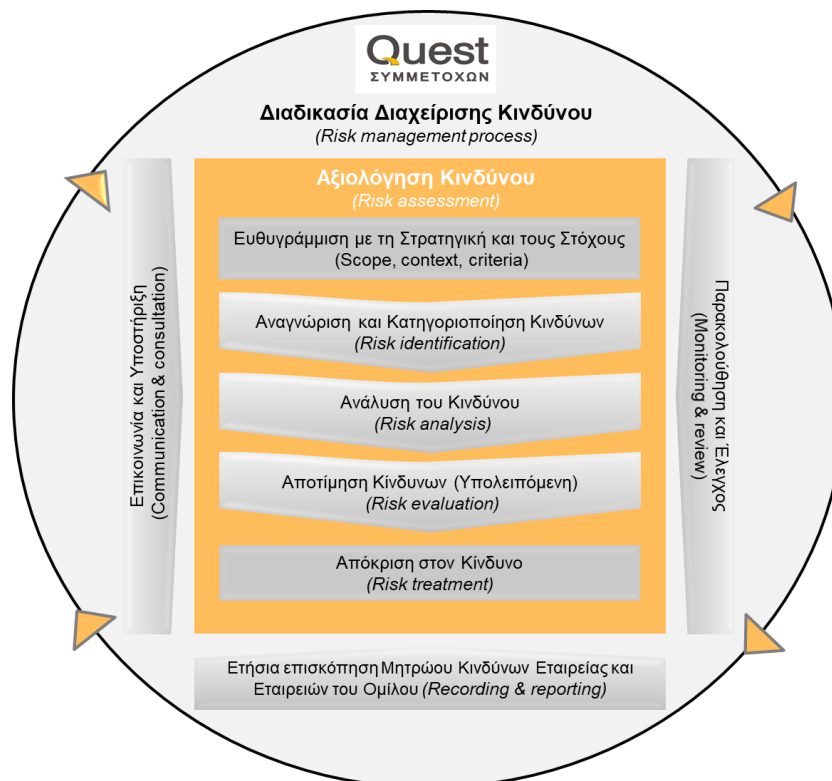 Quest
ΣΥΜΜΕΤΟΧΩΝ
Διαδικασία Διαχείρισης Κινδύνου
(Risk management process)
Αξιολόγηση Κινδύνου
(Risk assessment)
Ευθυγράμμιση με τη Στρατηγική και τους Στόχους
(Scope, context, criteria)
Αναγνώριση και Κατηγοριοποίηση Κινδύνων
(Risk identification)
Ανάλυση του Κινδύνου
(Risk analysis)
Αποτίμηση Κίνδυνων (Υπολειπόμενη)
(Risk evaluation)
Απόκριση στον Κίνδυνο
(Risk treatment)
Επικοινωνία και Υποστήριξη
(Communication & consultation)
Παρακολούθηση και Έλεγχος
(Monitoring & review)
Ετήσια επισκόπηση Μητρώου Κινδύνων Εταιρείας και
Εταιρειών του Ομίλου (Recording & reporting)